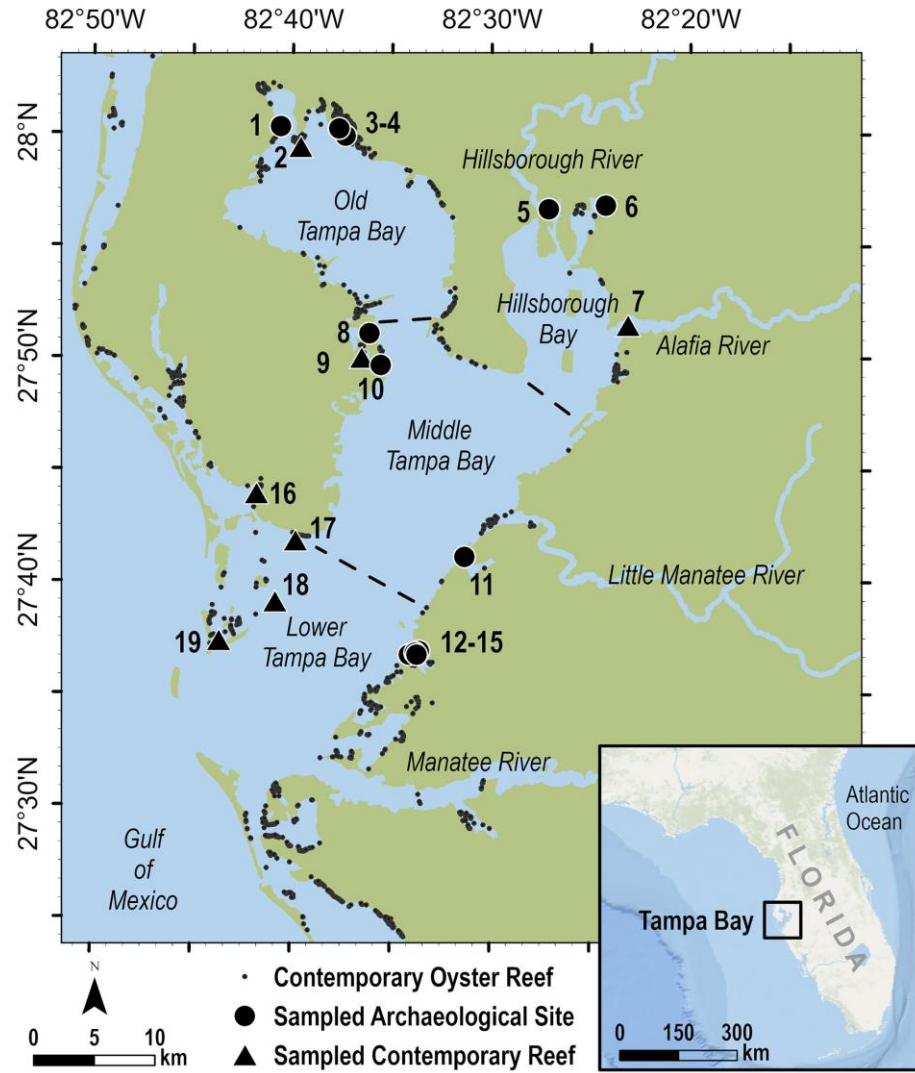 82°50'W 82°40'W 82°30'W 82°20'W
28°N
27°50'N
27°40'N
27°30'N
1
2
3-4
Hillsborough River
5
6
Old
Tampa Bay
Hillsborough
Bay
7
Alafia River
8
9
10
Middle
Tampa Bay
16
17
11
Little Manatee River
18
19
Lower
Tampa Bay
12-15
Manatee River
Gulf
of
Mexico
Atlantic
Ocean
FLORIDA
Tampa Bay
0 150 300
km
N
0 5 10
km
Contemporary Oyster Reef
Sampled Archaeological Site
Sampled Contemporary Reef